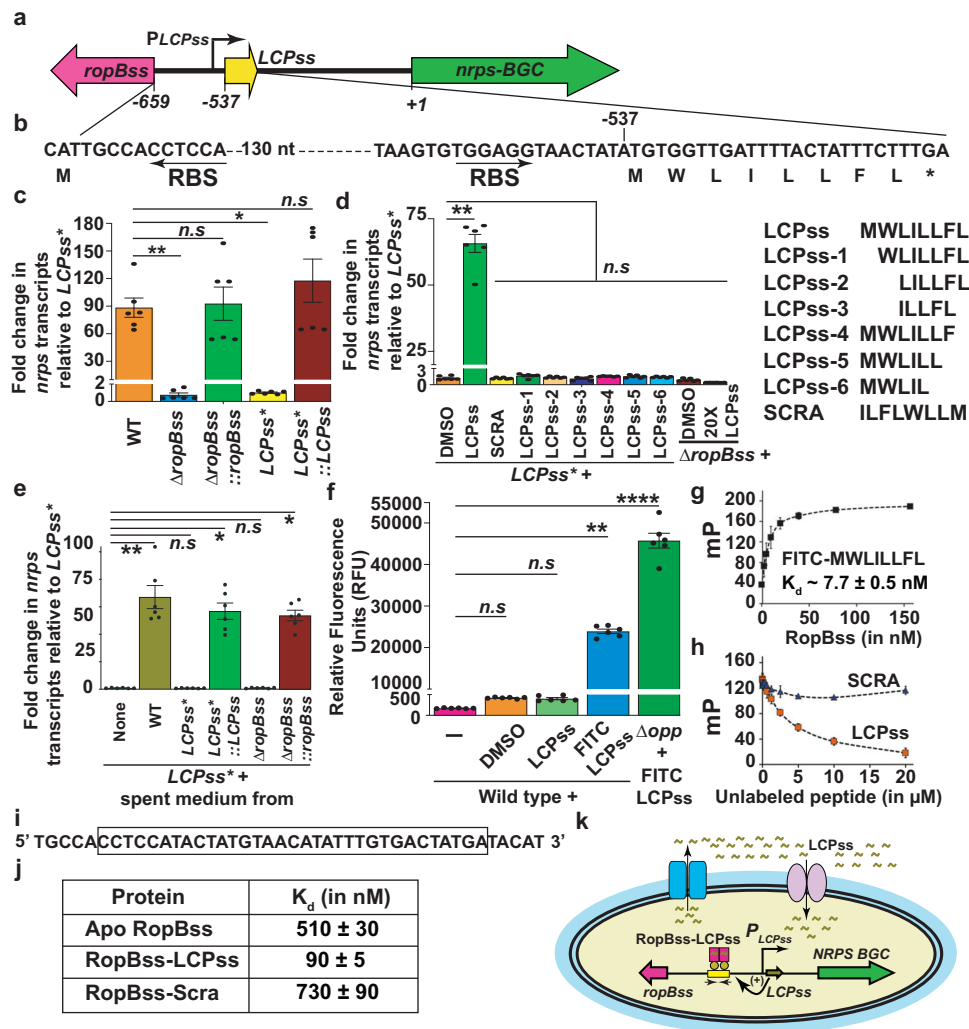 a
PLCPss
ropBss
LCPss
nrps-BGC
-659
-537
+1
b
-537
CATTGCCACCTCCA--130 nt --------------- TAAGTGTGGAGGTAACTATATGTGGTTGATTTTACTATTTCTTTGA
M RBS RBS M W L I L L F L *
c
Fold change in
nrps transcripts
relative to LCPss*
180
150
120
90
60
30
2
0
**
n.s
*
n.s
WT
ΔropBss
ΔropBss
::ropBss
LCPss*
LCPss*
::LCPss
d
Fold change in
nrps transcripts
relative to LCPss*
75
50
25
0
**
n.s
DMSO
LCPss
SCRA
LCPss-1
LCPss-2
LCPss-3
LCPss-4
LCPss-5
LCPss-6
DMSO
20X
LCPss
LCPss* +
ΔropBss +
LCPss MWLILLFL
LCPss-1 WLILLFL
LCPss-2 LILLFL
LCPss-3 ILLFL
LCPss-4 MWLILLF
LCPss-5 MWLILL
LCPss-6 MWLIL
SCRA ILFLWLLM
e
Fold change in nrps
transcripts relative to LCPss*
100
75
50
25
0
**
n.s
*
n.s
*
None
WT
LCPss*
LCPss*
::LCPss
ΔropBss
ΔropBss
::ropBss
LCPss* +
spent medium from
f
Relative Fluorescence
Units (RFU)
55000
50000
40000
30000
20000
10000
500
0
n.s
n.s
**
****
—
DMSO
LCPss
FITC
LCPss
Δopp
+
FITC
LCPss
Wild type +
g
mP
200
160
120
80
40
0
FITC-MWLILLFL
Kd ~ 7.7 ± 0.5 nM
0 50 100 150
RopBss (in nM)
h
mP
160
120
80
40
0
SCRA
LCPss
0 5 10 15 20
Unlabeled peptide (in µM)
i
5’ TGCCACCTCCATACTATGTAACATATTTGTGACTATGATACAT 3’
j
Protein Kd (in nM)
Apo RopBss 510 ± 30
RopBss-LCPss 90 ± 5
RopBss-Scra 730 ± 90
k
LCPss
RopBss-LCPss
PLCPss
NRPS BGC
(+)
ropBss
LCPss